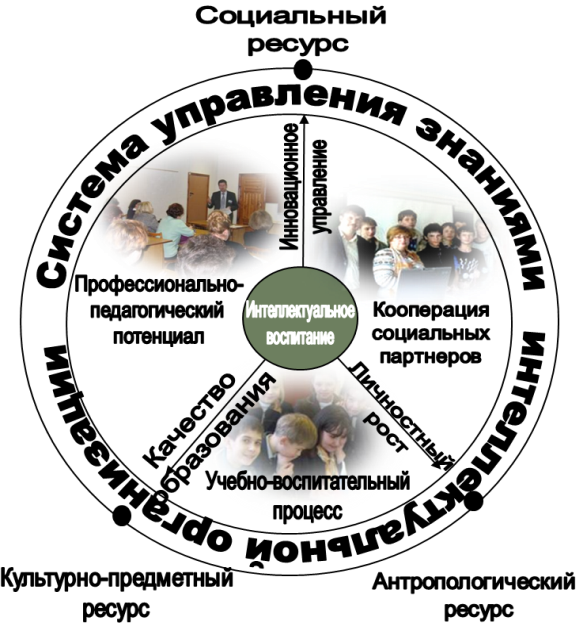 Социальный
ресурс
Система управления знаниями
интеллектуальной организации
Инновационное
управление
Профессионально-
педагогический
потенциал
Интеллектуальное
воспитание
Кооперация
социальных
партнеров
Качество
образования
Личностный
рост
Учебно-воспитательный
процесс
Культурно-предметный
ресурс
Антропологический
ресурс